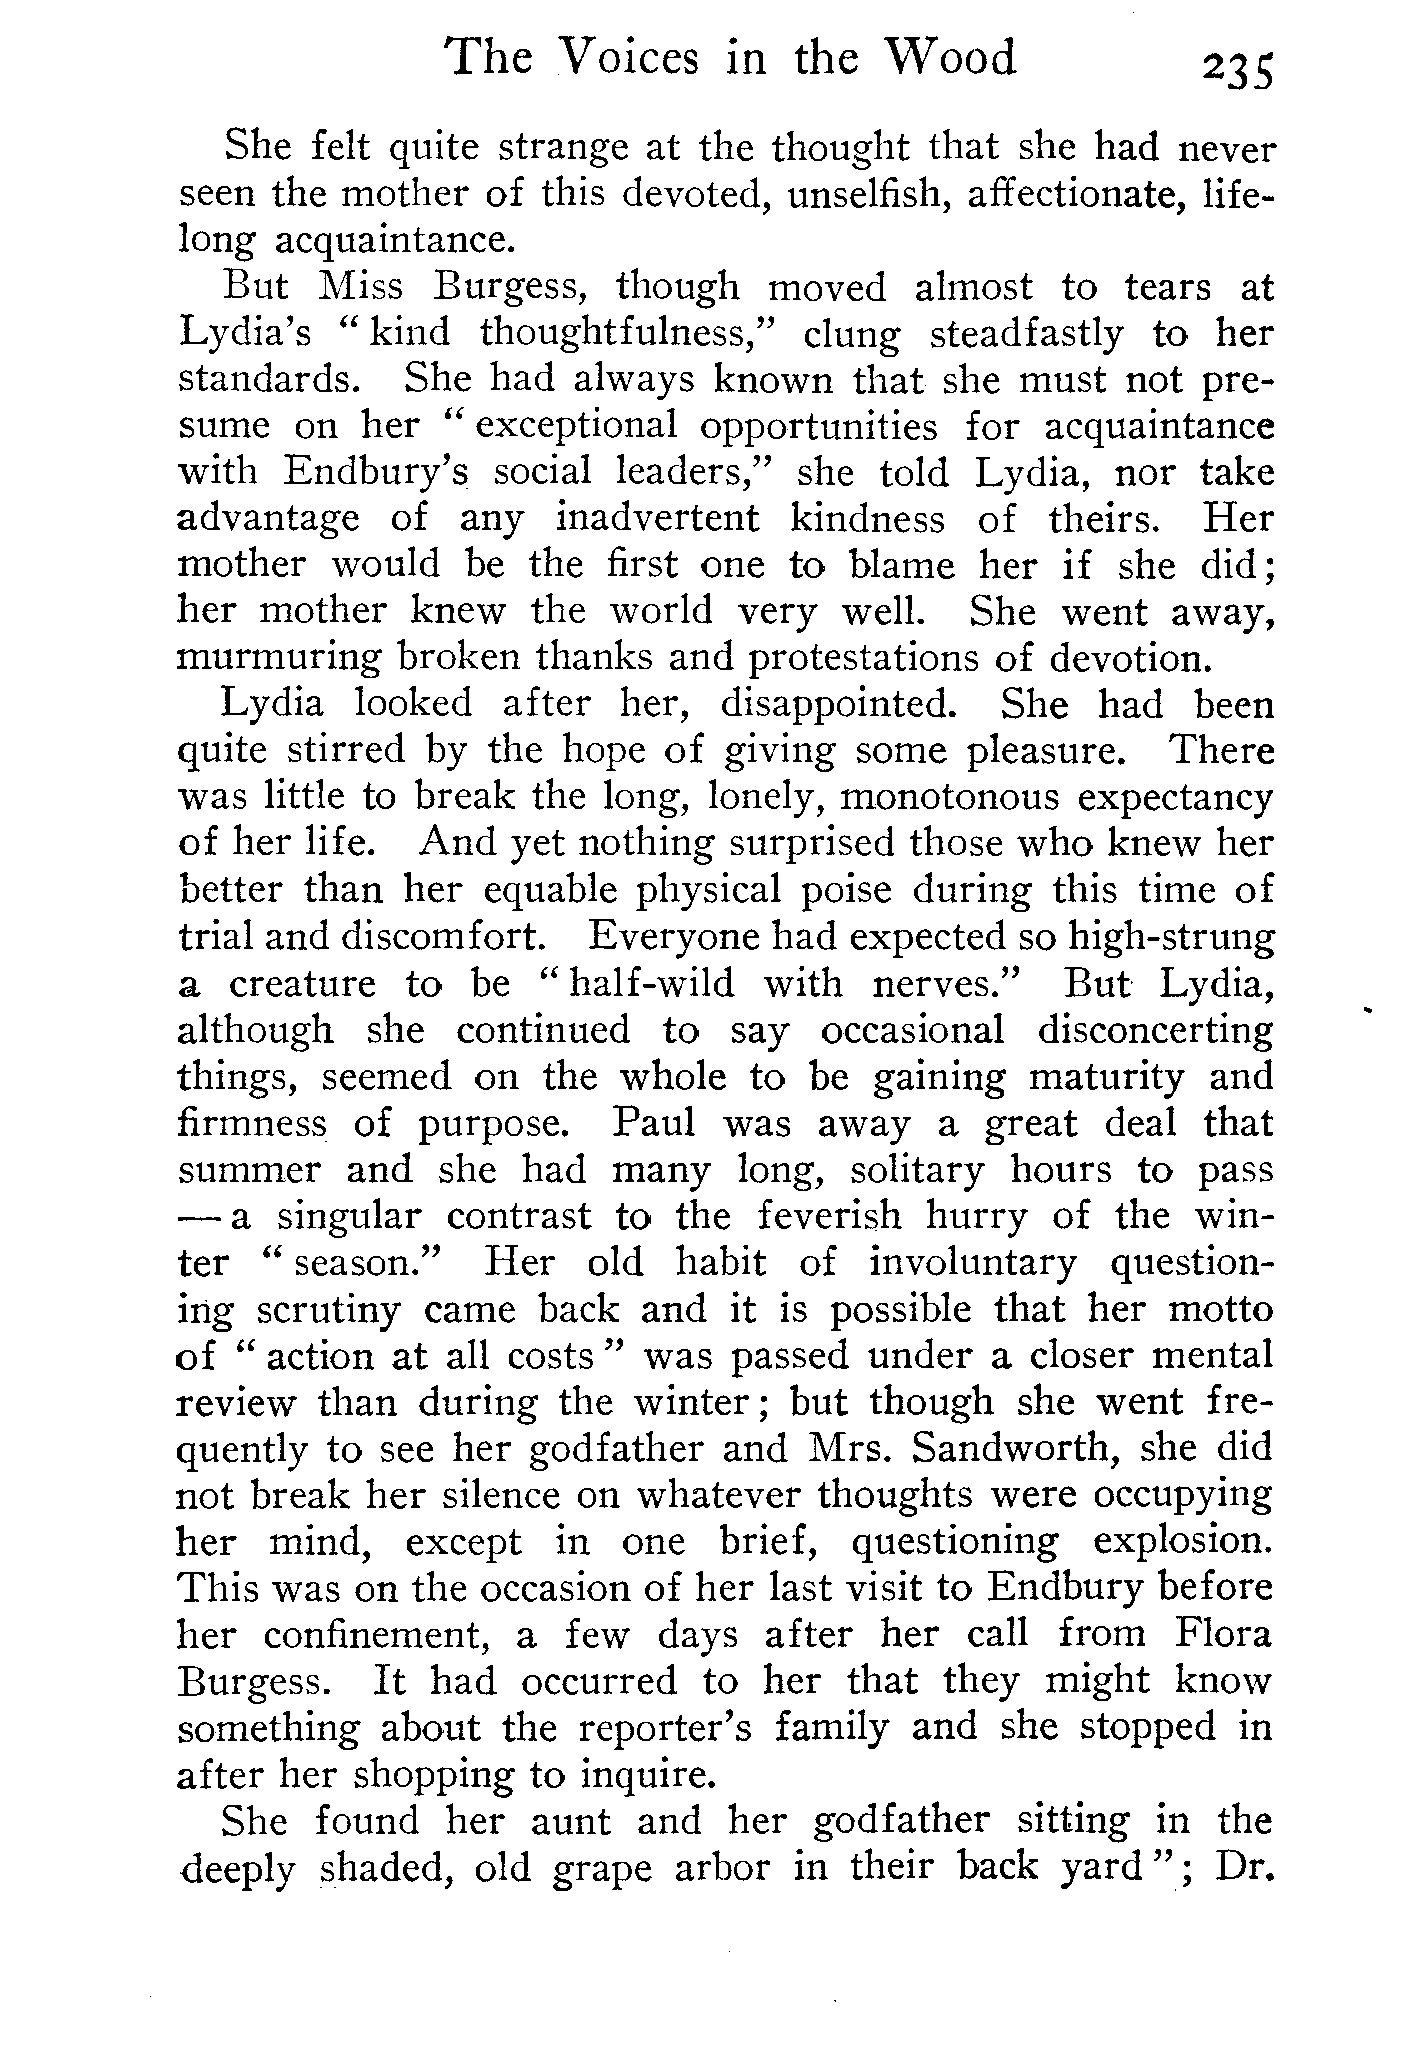 The Voices in the Wood 235
She felt quite strange at the thought that she had never
seen the mother of this devoted, unselfish, affectionate, life-
long acquaintance.
But Miss Burgess, though moved almost to tears at
Lydia's “ kind thoughtfulness,” clung steadfastly to her
standards. She had always known that she must not pre-
sume on her “ exceptional opportunities for acquaintance
with Endbury's social leaders,” she told Lydia, nor take
advantage of any inadvertent kindness of theirs. Her
mother would be the first one to blame her if she did;
her mother knew the world very well. She went away,
murmuring broken thanks and protestations of devotion.
Lydia looked after her, disappointed. She had been
quite stirred by the hope of giving some pleasure. There
was little to break the long, lonely, monotonous expectancy
of her life. And yet nothing surprised those who knew her
better than her equable physical poise during this time of
trial and discomfort. Everyone had expected so high-strung
a creature to be “ half-wild with nerves.” But Lydia,
although she continued to say occasional disconcerting
things, seemed on the whole to be gaining maturity and
firmness of purpose. Paul was away a great deal that
summer and she had many long, solitary hours to pass
— a singular contrast to the feverish hurry of the win-
ter “ season.” Her old habit of involuntary question-
ing scrutiny came back and it is possible that her motto
of “ action at all costs ” was passed under a closer mental
review than during the winter ; but though she went fre-
quently to see her godfather and Mrs. Sandworth, she did
not break her silence on whatever thoughts were occupying
her mind, except in one brief, questioning explosion.
This was on the occasion of her last visit to Endbury before
her confinement, a few days after her call from Flora
Burgess. It had occurred to her that they might know
something about the reporter's family and she stopped in
after her shopping to inquire.
She found her aunt and her godfather sitting in the
deeply shaded, old grape arbor in their back yard ” ; Dr.